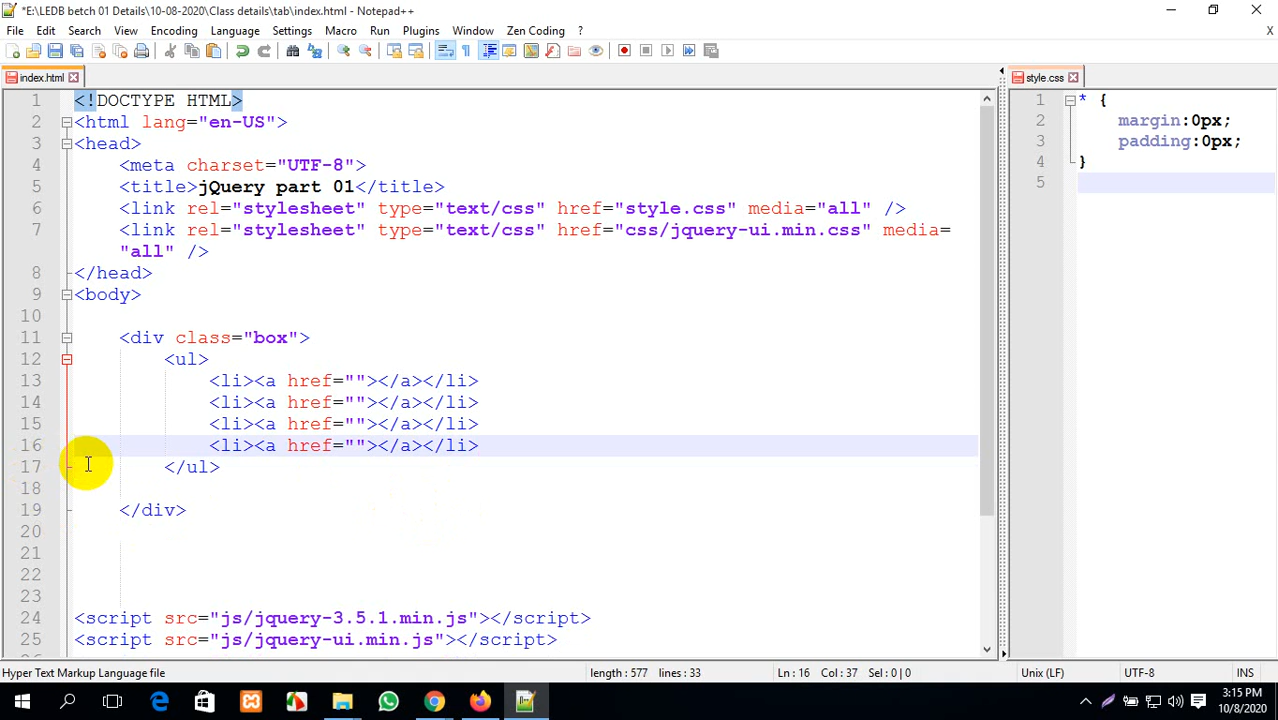 *E:\LEDB betch 01 Details\10-08-2020\Class details\tab\index.html - Notepad++
File Edit Search View Encoding Language Settings Macro Run Plugins Window Zen Coding ? X
index.html
1 <!DOCTYPE HTML>
2 <html lang="en-US">
3 <head>
4 <meta charset="UTF-8">
5 <title>jQuery part 01</title>
6 <link rel="stylesheet" type="text/css" href="style.css" media="all" />
7 <link rel="stylesheet" type="text/css" href="css/jquery-ui.min.css" media=
"all" />
8 </head>
9 <body>
10
11 <div class="box">
12 <ul>
13 <li><a href=""></a></li>
14 <li><a href=""></a></li>
15 <li><a href=""></a></li>
16 <li><a href=""></a></li>
17 </ul>
18
19 </div>
20
21
22
23
24 <script src="js/jquery-3.5.1.min.js"></script>
25 <script src="js/jquery-ui.min.js"></script>
style.css
1 * {
2 margin:0px;
3 padding:0px;
4 }
5
Hyper Text Markup Language file length : 577 lines : 33 Ln : 16 Col : 37 Sel : 0 | 0 Unix (LF) UTF-8 INS
3:15 PM
10/8/2020